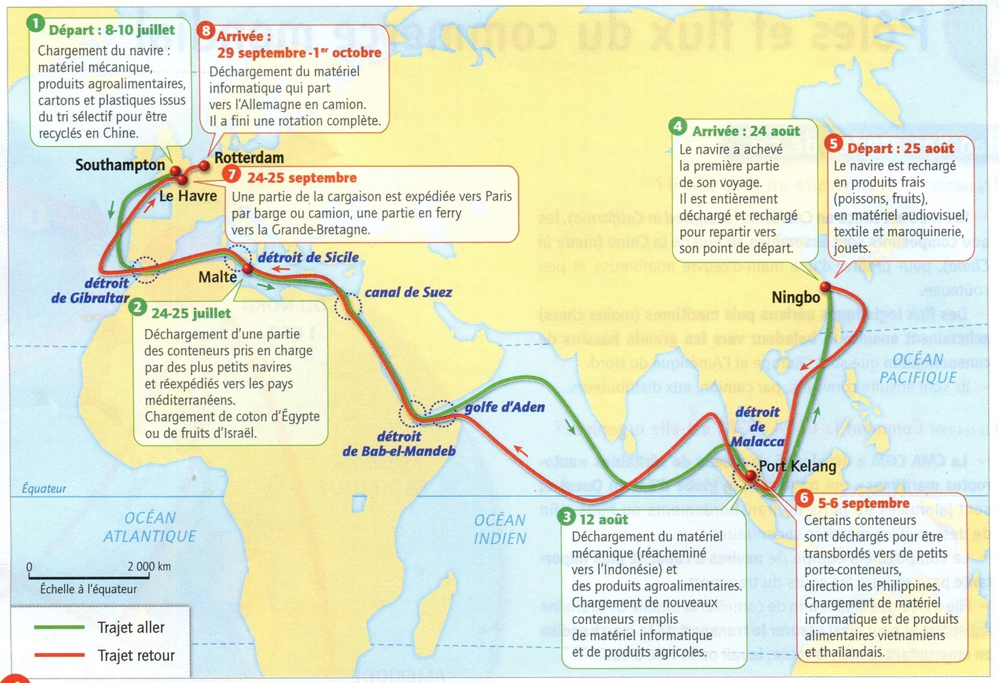 1 Départ : 8-10 juillet
Chargement du navire :
matériel mécanique,
produits agroalimentaires,
cartons et plastiques issus
du tri sélectif pour être
recyclés en Chine.
8 Arrivée :
29 septembre -1er octobre
Déchargement du matériel
informatique qui part
vers l'Allemagne en camion.
Il a fini une rotation complète.
4 Arrivée : 24 août
Le navire a achevé
la première partie
de son voyage.
Il est entièrement
déchargé et rechargé
pour repartir vers
son point de départ.
5 Départ : 25 août
Le navire est rechargé
en produits frais
(poissons, fruits),
en matériel audiovisuel,
textile et maroquinerie,
jouets.
Southampton
Rotterdam
Le Havre
7 24-25 septembre
Une partie de la cargaison est expédiée vers Paris
par barge ou camion, une partie en ferry
vers la Grande-Bretagne.
détroit de Sicile
Malte
détroit
de Gibraltar
canal de Suez
Ningbo
2 24-25 juillet
Déchargement d'une partie
des conteneurs pris en charge
par des plus petits navires
et réexpédiés vers les pays
méditerranéens.
Chargement de coton d'Égypte
ou de fruits d'Israël.
OCÉAN
PACIFIQUE
golfe d'Aden
détroit
de Bab-el-Mandeb
détroit
de
Malacca
Port Kelang
Équateur
OCÉAN
ATLANTIQUE
OCÉAN
INDIEN
3 12 août
Déchargement du matériel
mécanique (réacheminé
vers l'Indonésie) et
des produits agroalimentaires.
Chargement de nouveaux
conteneurs remplis
de matériel informatique
et de produits agricoles.
6 5-6 septembre
Certains conteneurs
sont déchargés pour être
transbordés vers de petits
porte-conteneurs,
direction les Philippines.
Chargement de matériel
informatique et de produits
alimentaires vietnamiens
et thaïlandais.
0 2 000 km
Échelle à l'équateur
Trajet aller
Trajet retour